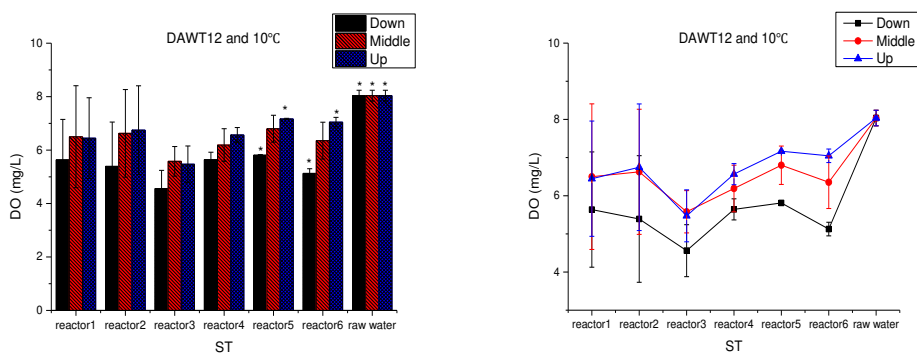 DAWT12 and 10℃
Down
Middle
Up
DO (mg/L)
10
8
6
4
2
0
* * * * * * *
reactor1 reactor2 reactor3 reactor4 reactor5 reactor6 raw water
ST
DAWT12 and 10℃
Down
Middle
Up
DO (mg/L)
10
8
6
4
reactor1 reactor2 reactor3 reactor4 reactor5 reactor6 raw water
ST